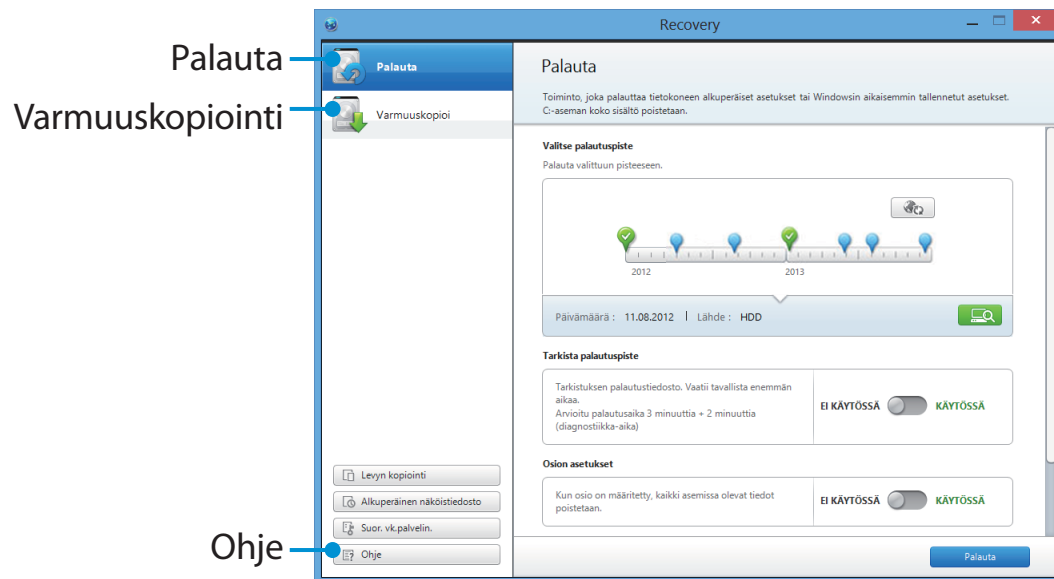 Recovery
Palauta
Varmuuskopiointi
Ohje
Palauta
Varmuuskopioi
Levyn kopiointi
Alkuperäinen näköistiedosto
Suor. vk.palvelin.
Ohje
Palauta
Toiminto, joka palauttaa tietokoneen alkuperäiset asetukset tai Windowsin aikaisemmin tallennetut asetukset.
C:-aseman koko sisältö poistetaan.
Valitse palautuspiste
Palauta valittuun pisteeseen.
2012 2013
Päivämäärä : 11.08.2012 | Lähde : HDD
Tarkista palautuspiste
Tarkistuksen palautustiedosto. Vaatii tavallista enemmän
aikaa.
Arvioitu palautusaika 3 minuuttia + 2 minuuttia
(diagnostiikka-aika)
EI KÄYTÖSSÄ KÄYTÖSSÄ
Osion asetukset
Kun osio on määritetty, kaikki asemissa olevat tiedot
poistetaan.
EI KÄYTÖSSÄ KÄYTÖSSÄ
Palauta